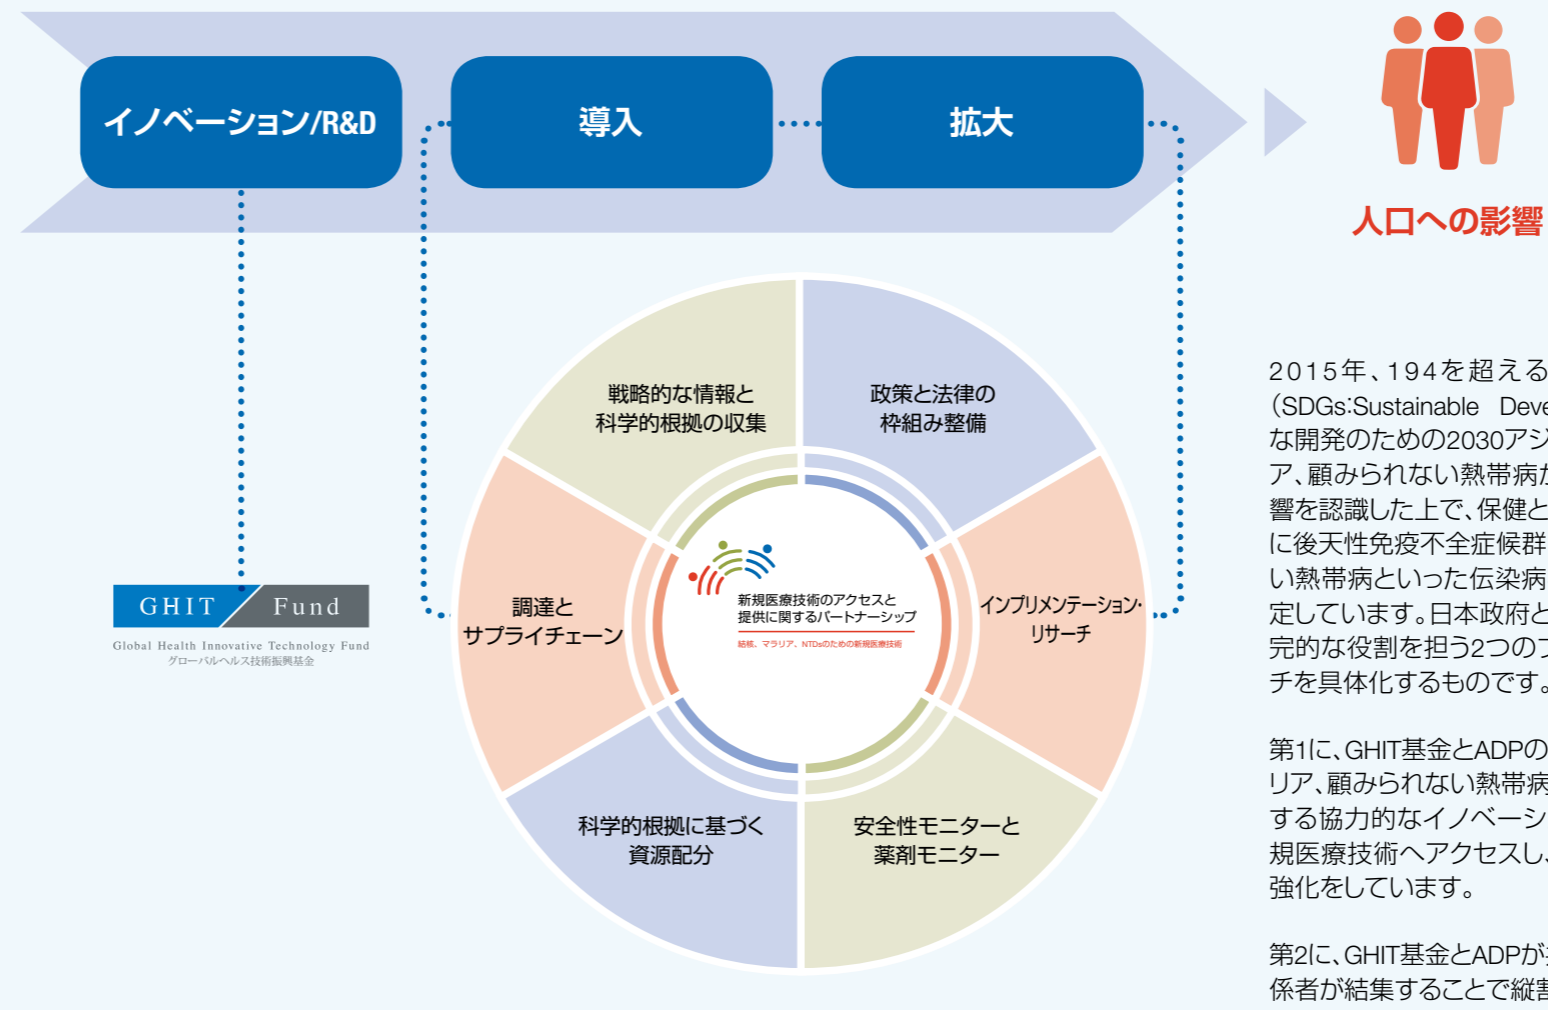 イノベーション/R&D
導入
拡大
人口への影響
戦略的な情報と
科学的根拠の収集
政策と法律の
枠組み整備
調達と
サプライチェーン
インプリメンテーション・
リサーチ
科学的根拠に基づく
資源配分
安全性モニターと
薬剤モニター
新規医療技術のアクセスと
提供に関するパートナーシップ
結核、マラリア、NTDsのための新規医療技術
GHIT Fund
Global Health Innovative Technology Fund
グローバルヘルス技術振興基金
2015年、194を超える
（SDGs:Sustainable Deve
な開発のための2030アジ
ア、顧みられない熱帯病が
響を認識した上で、保健と
に後天性免疫不全症候群
い熱帯病といった伝染病
定しています。日本政府と
完的な役割を担う2つのプ
チを具体化するものです。
第1に、GHIT基金とADPの
リア、顧みられない熱帯病
する協力的なイノベーシ
規医療技術へアクセスし、
強化をしています。
第2に、GHIT基金とADPが
係者が結集することで縦割